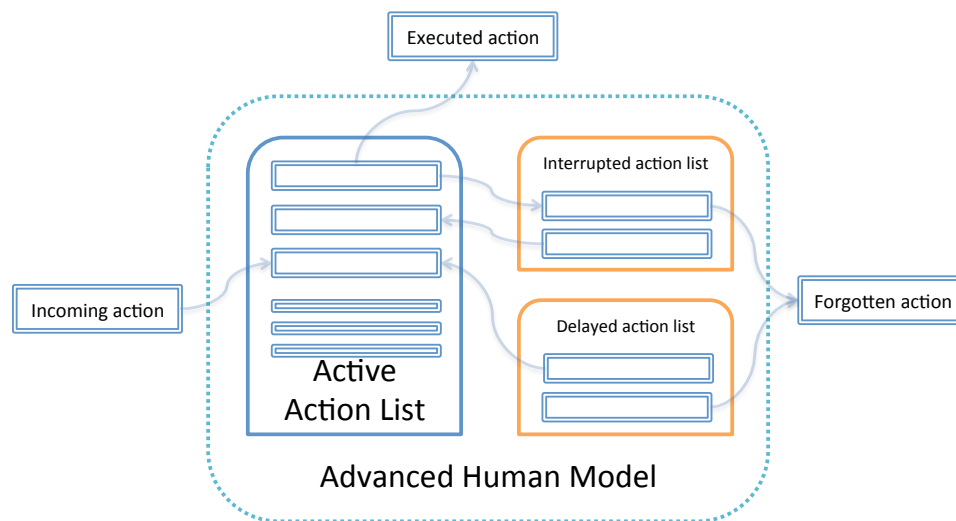 Executed action
Interrupted action list
Incoming action
Forgotten action
Delayed action list
Active
Action List
Advanced Human Model